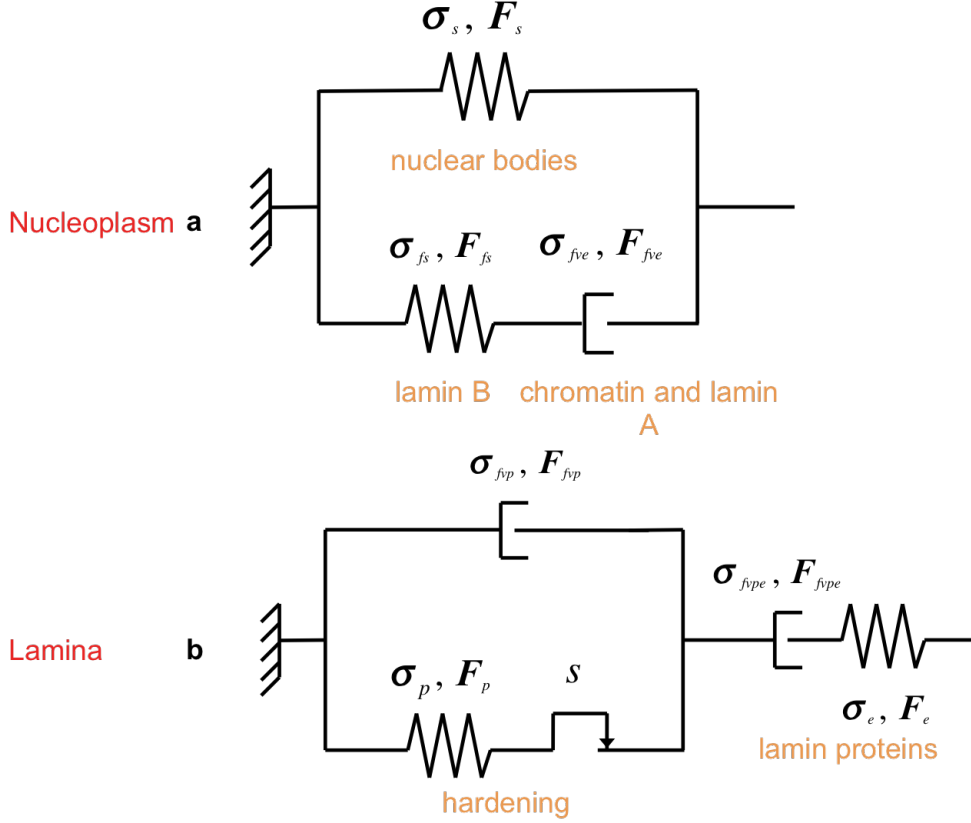 σs, Fs
nuclear bodies
Nucleoplasm a
σfs, Ffs
σfve, Ffve
lamin B
chromatin and lamin
A
σfvp, Ffvp
σfvpe, Ffvpe
Lamina b
σp, Fp
s
σe, Fe
lamin proteins
hardening